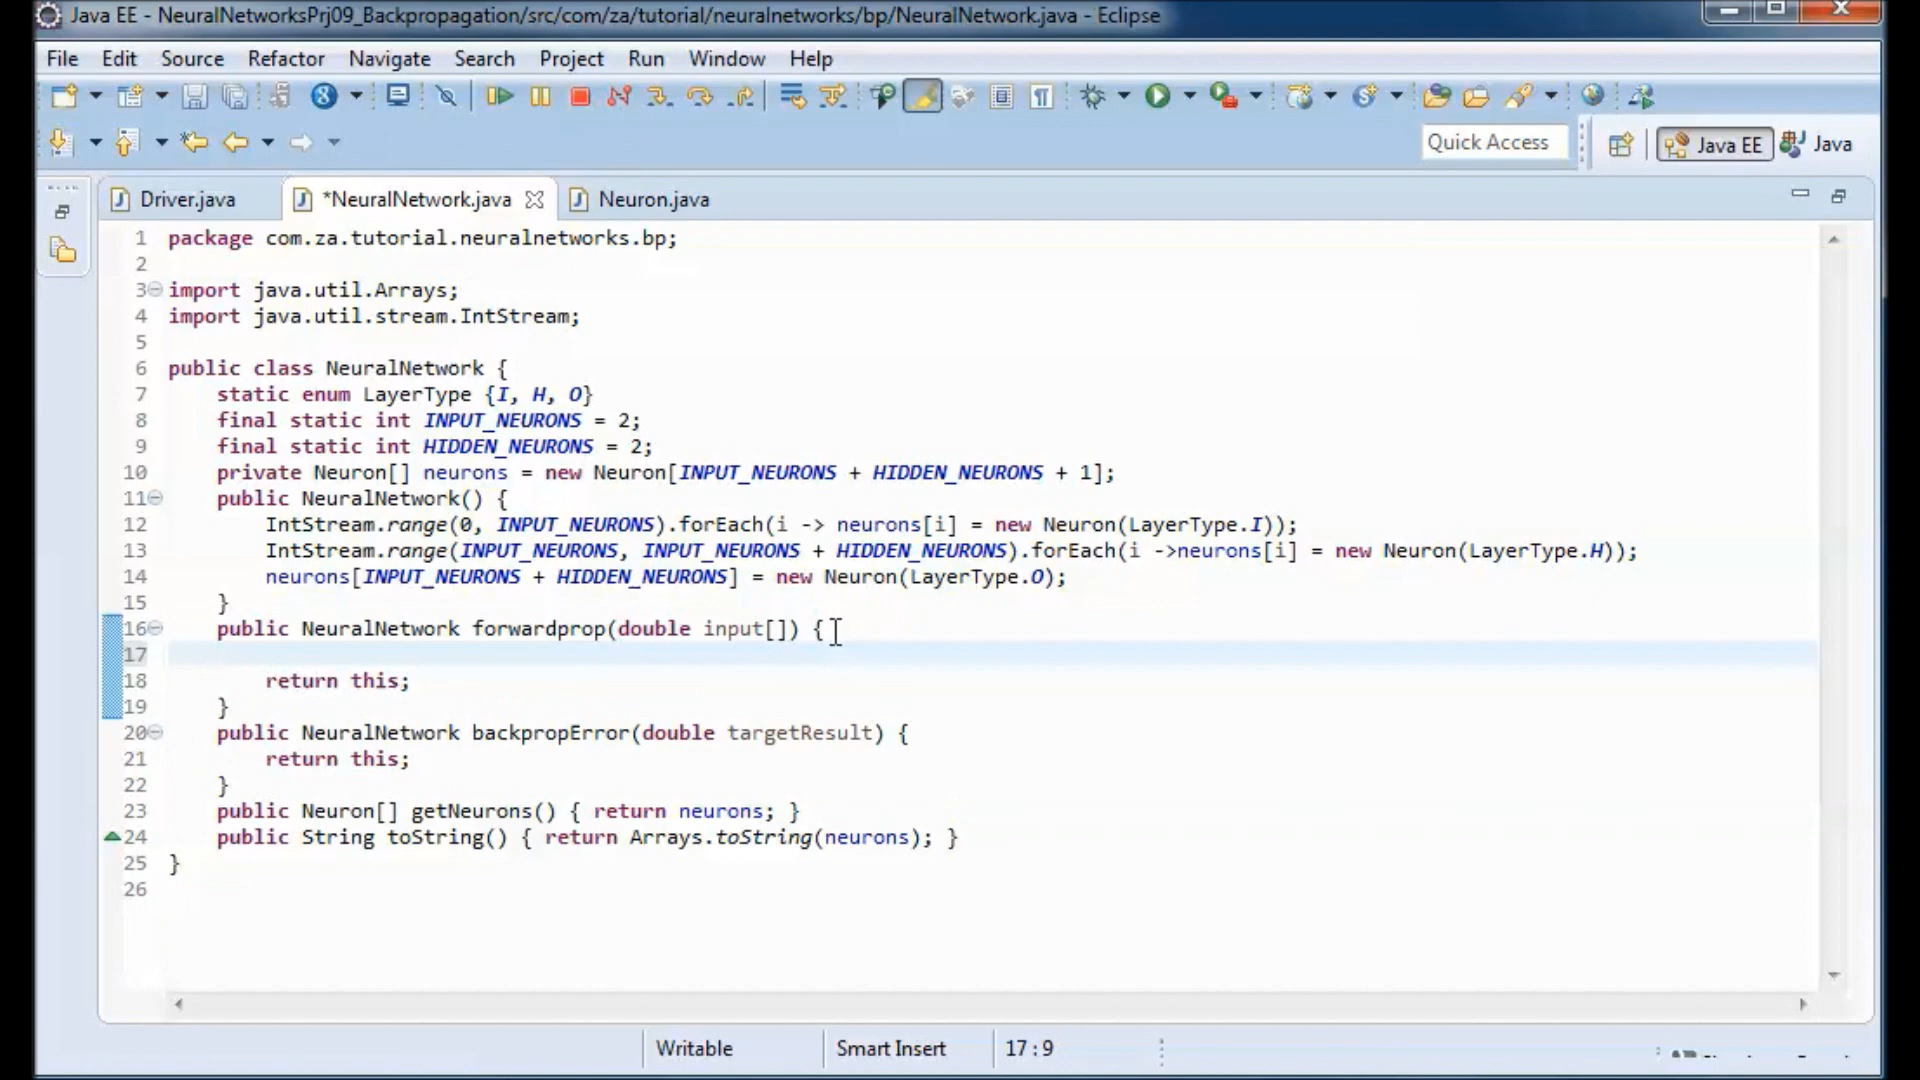 Java EE - NeuralNetworksPrj09_Backpropagation/src/com/za/tutorial/neuralnetworks/bp/NeuralNetwork.java - Eclipse
File Edit Source Refactor Navigate Search Project Run Window Help
Quick Access Java EE Java
Driver.java *NeuralNetwork.java Neuron.java
1 package com.za.tutorial.neuralnetworks.bp;
2
3 import java.util.Arrays;
4 import java.util.stream.IntStream;
5
6 public class NeuralNetwork {
7 static enum LayerType {I, H, O}
8 final static int INPUT_NEURONS = 2;
9 final static int HIDDEN_NEURONS = 2;
10 private Neuron[] neurons = new Neuron[INPUT_NEURONS + HIDDEN_NEURONS + 1];
11 public NeuralNetwork() {
12 IntStream.range(0, INPUT_NEURONS).forEach(i -> neurons[i] = new Neuron(LayerType.I));
13 IntStream.range(INPUT_NEURONS, INPUT_NEURONS + HIDDEN_NEURONS).forEach(i ->neurons[i] = new Neuron(LayerType.H));
14 neurons[INPUT_NEURONS + HIDDEN_NEURONS] = new Neuron(LayerType.O);
15 }
16 public NeuralNetwork forwardprop(double input[]) {
17
18 return this;
19 }
20 public NeuralNetwork backpropError(double targetResult) {
21 return this;
22 }
23 public Neuron[] getNeurons() { return neurons; }
24 public String toString() { return Arrays.toString(neurons); }
25 }
26
Writable Smart Insert 17 : 9